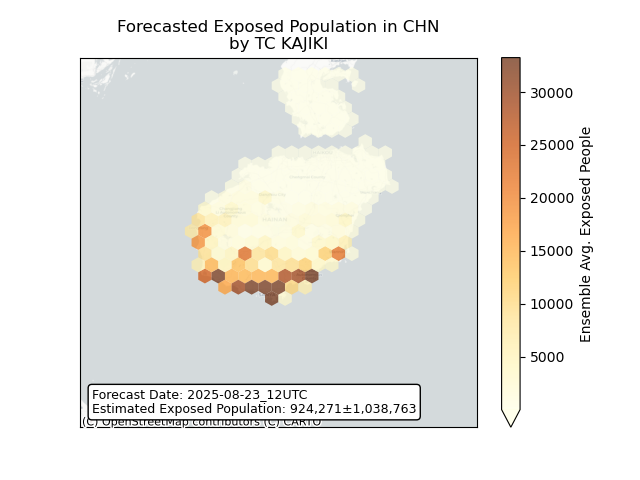 Forecasted Exposed Population in CHN
by TC KAJIKI
30000
25000
20000
15000
10000
5000
Ensemble Avg. Exposed People
Forecast Date: 2025-08-23_12UTC
Estimated Exposed Population: 924,271±1,038,763
(C) OpenStreetMap contributors (C) CARTO